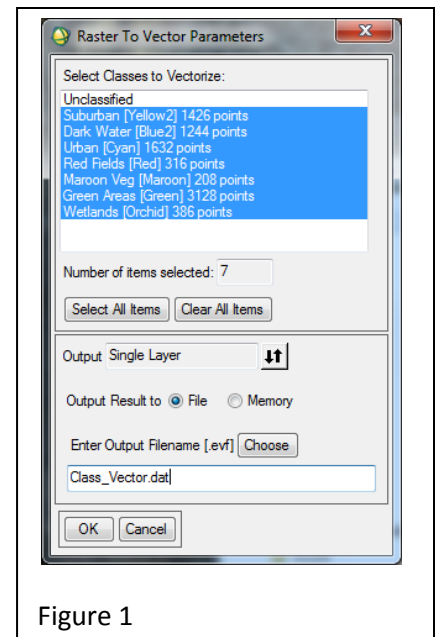 Raster To Vector Parameters
Select Classes to Vectorize:
Unclassified
Suburban [Yellow2] 1426 points
Dark Water [Blue2] 1244 points
Urban [Cyan] 1632 points
Red Fields [Red] 316 points
Maroon Veg [Maroon] 208 points
Green Areas [Green] 3128 points
Wetlands [Orchid] 386 points
Number of items selected: 7
Select All Items Clear All Items
Output Single Layer
Output Result to File Memory
Enter Output Filename [.evf] Choose
Class_Vector.dat
OK Cancel
Figure 1